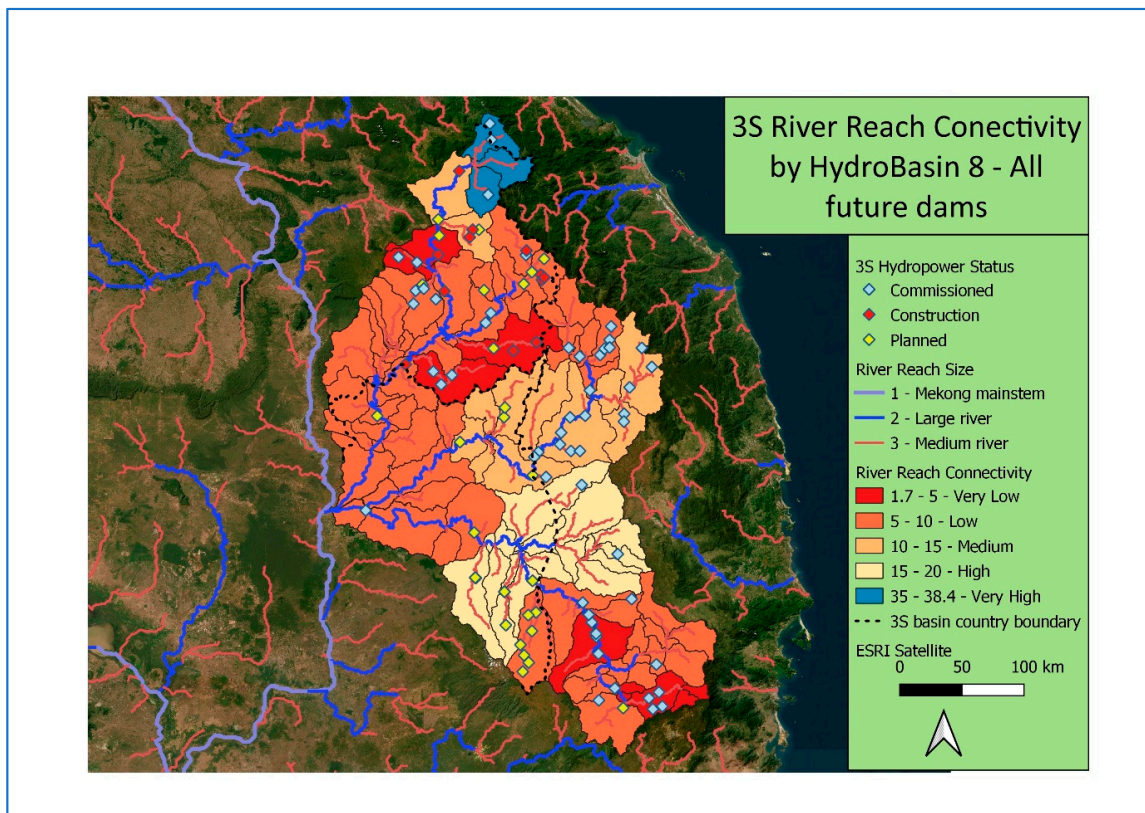 3S River Reach Conectivity
by HydroBasin 8 - All
future dams
3S Hydropower Status
Commissioned
Construction
Planned
River Reach Size
1 - Mekong mainstem
2 - Large river
3 - Medium river
River Reach Connectivity
1.7 - 5 - Very Low
5 - 10 - Low
10 - 15 - Medium
15 - 20 - High
35 - 38.4 - Very High
3S basin country boundary
ESRI Satellite
0 50 100 km